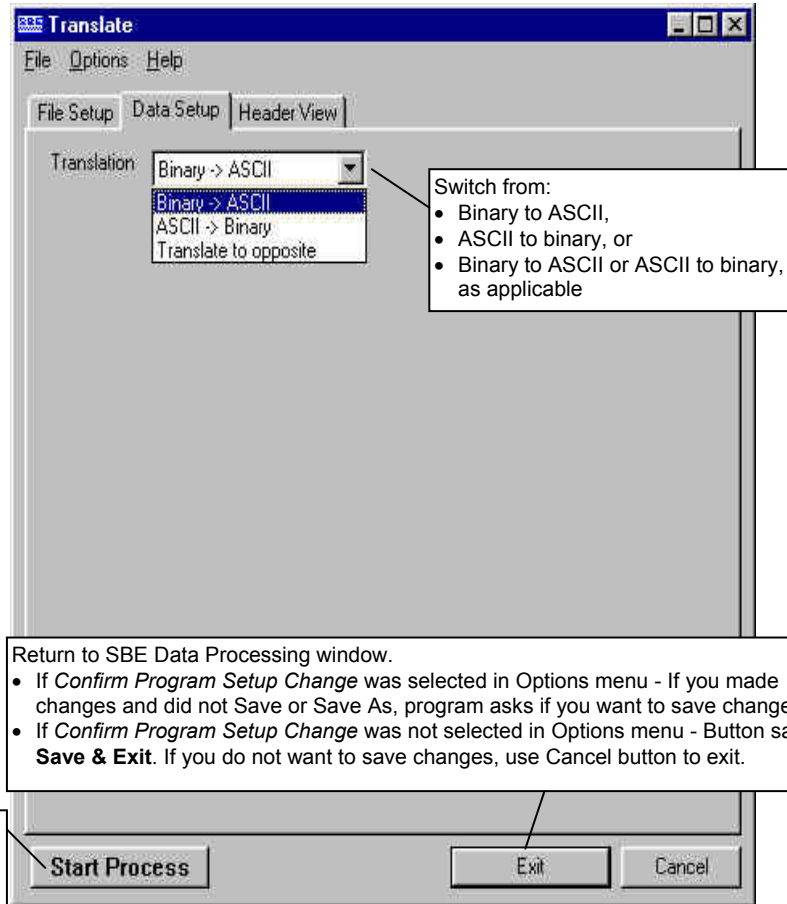 SBE Translate
File Options Help
File Setup Data Setup Header View
Translation Binary -> ASCII
Binary -> ASCII
ASCII -> Binary
Translate to opposite
Switch from:
• Binary to ASCII,
• ASCII to binary, or
• Binary to ASCII or ASCII to binary,
as applicable
Return to SBE Data Processing window.
• If Confirm Program Setup Change was selected in Options menu - If you made
changes and did not Save or Save As, program asks if you want to save change
• If Confirm Program Setup Change was not selected in Options menu - Button sa
Save & Exit. If you do not want to save changes, use Cancel button to exit.
Start Process Exit Cancel